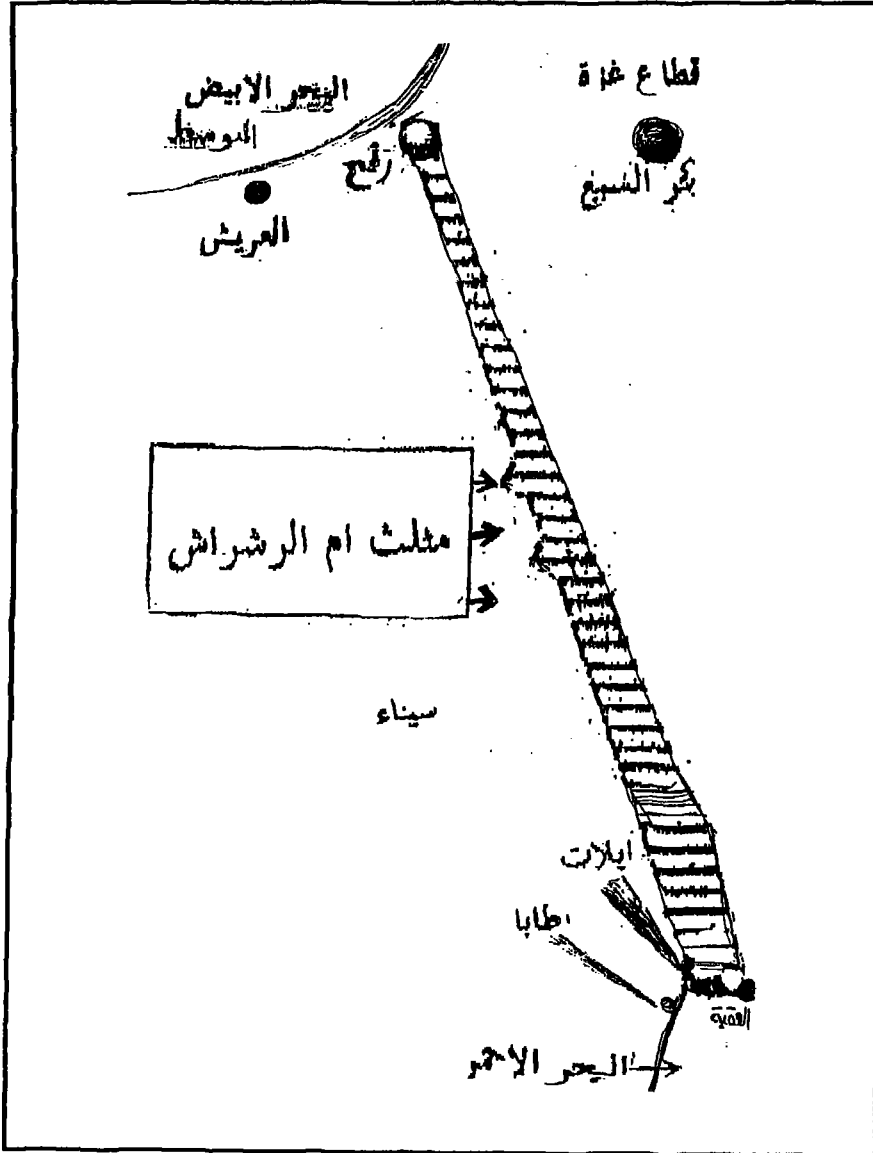 قطاع غزة
البحر الابيض
المتوسط
رفح
بئر السبع
العريش
مثلث ام الرشراش
سيناء
ايلات
طابا
العقبة
البحر الاحمر